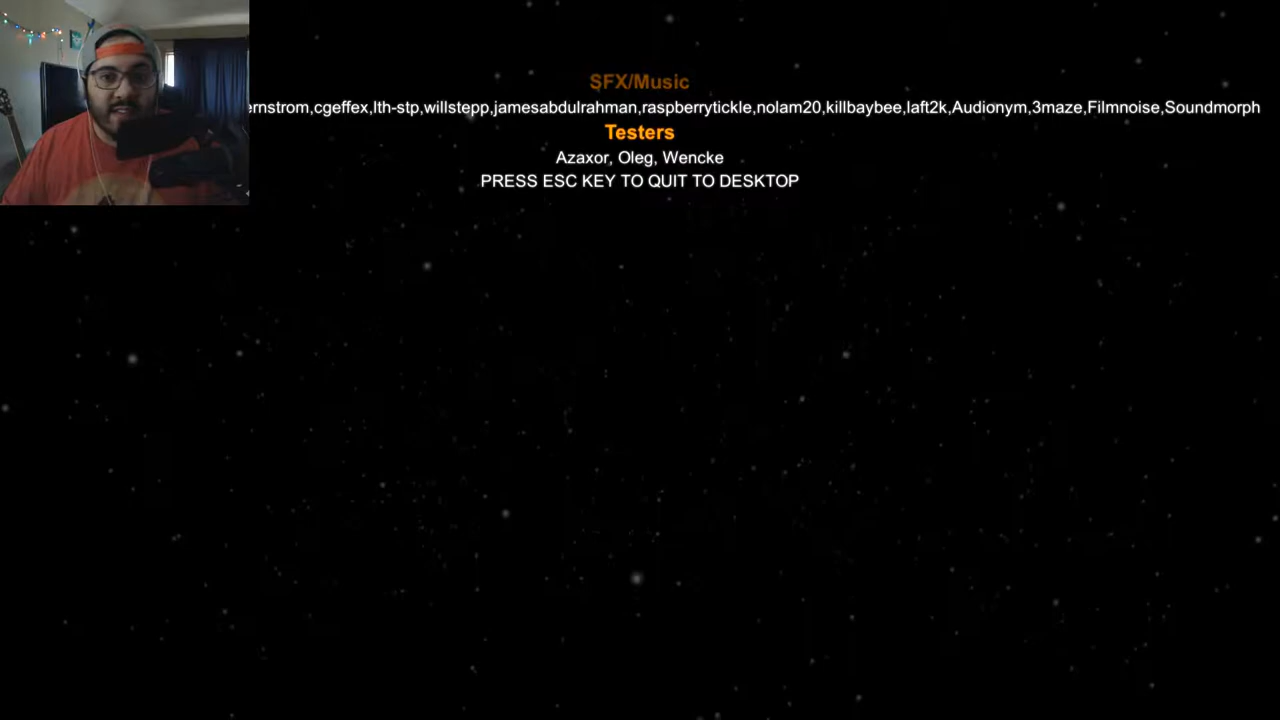 SFX/Music
ernstrom,cgeffex,lth-stp,willstepp,jamesabdulrahman,raspberrytickle,nolam20,killbaybee,laft2k,Audionym,3maze,Filmnoise,Soundmorph
Testers
Azaxor, Oleg, Wencke
PRESS ESC KEY TO QUIT TO DESKTOP